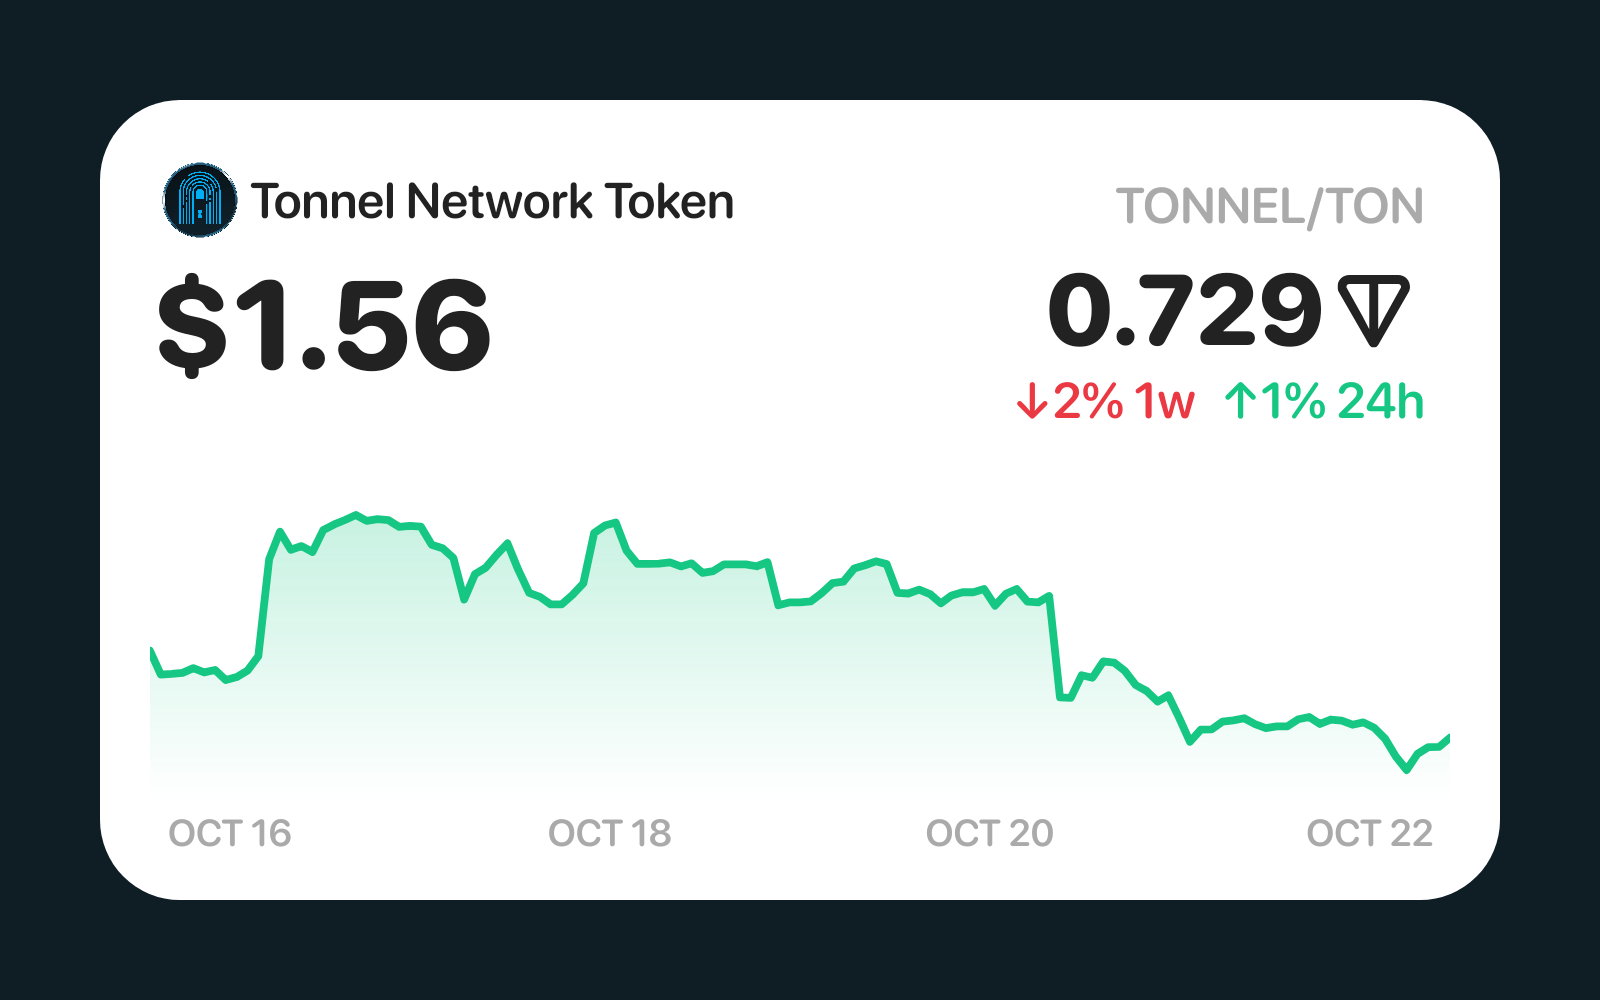 Tonnel Network Token
TONNEL/TON
$1.56
0.729
↓2% 1w ↑1% 24h
OCT 16 OCT 18 OCT 20 OCT 22